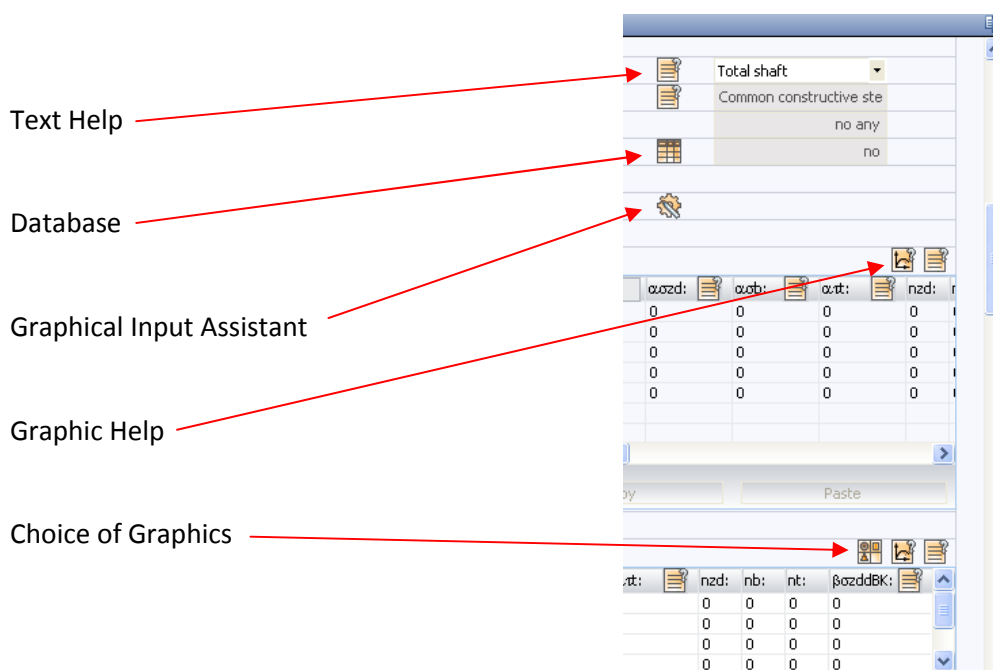 Total shaft
Text Help
Common constructive ste
no any
no
Database
Graphical Input Assistant
ασzd: ασb: ατt: nzd:
0 0 0 0
0 0 0 0
0 0 0 0
0 0 0 0
0 0 0 0
Graphic Help
Paste
Choice of Graphics
τt: nzd: nb: nt: βσzddBK:
0 0 0 0
0 0 0 0
0 0 0 0
0 0 0 0